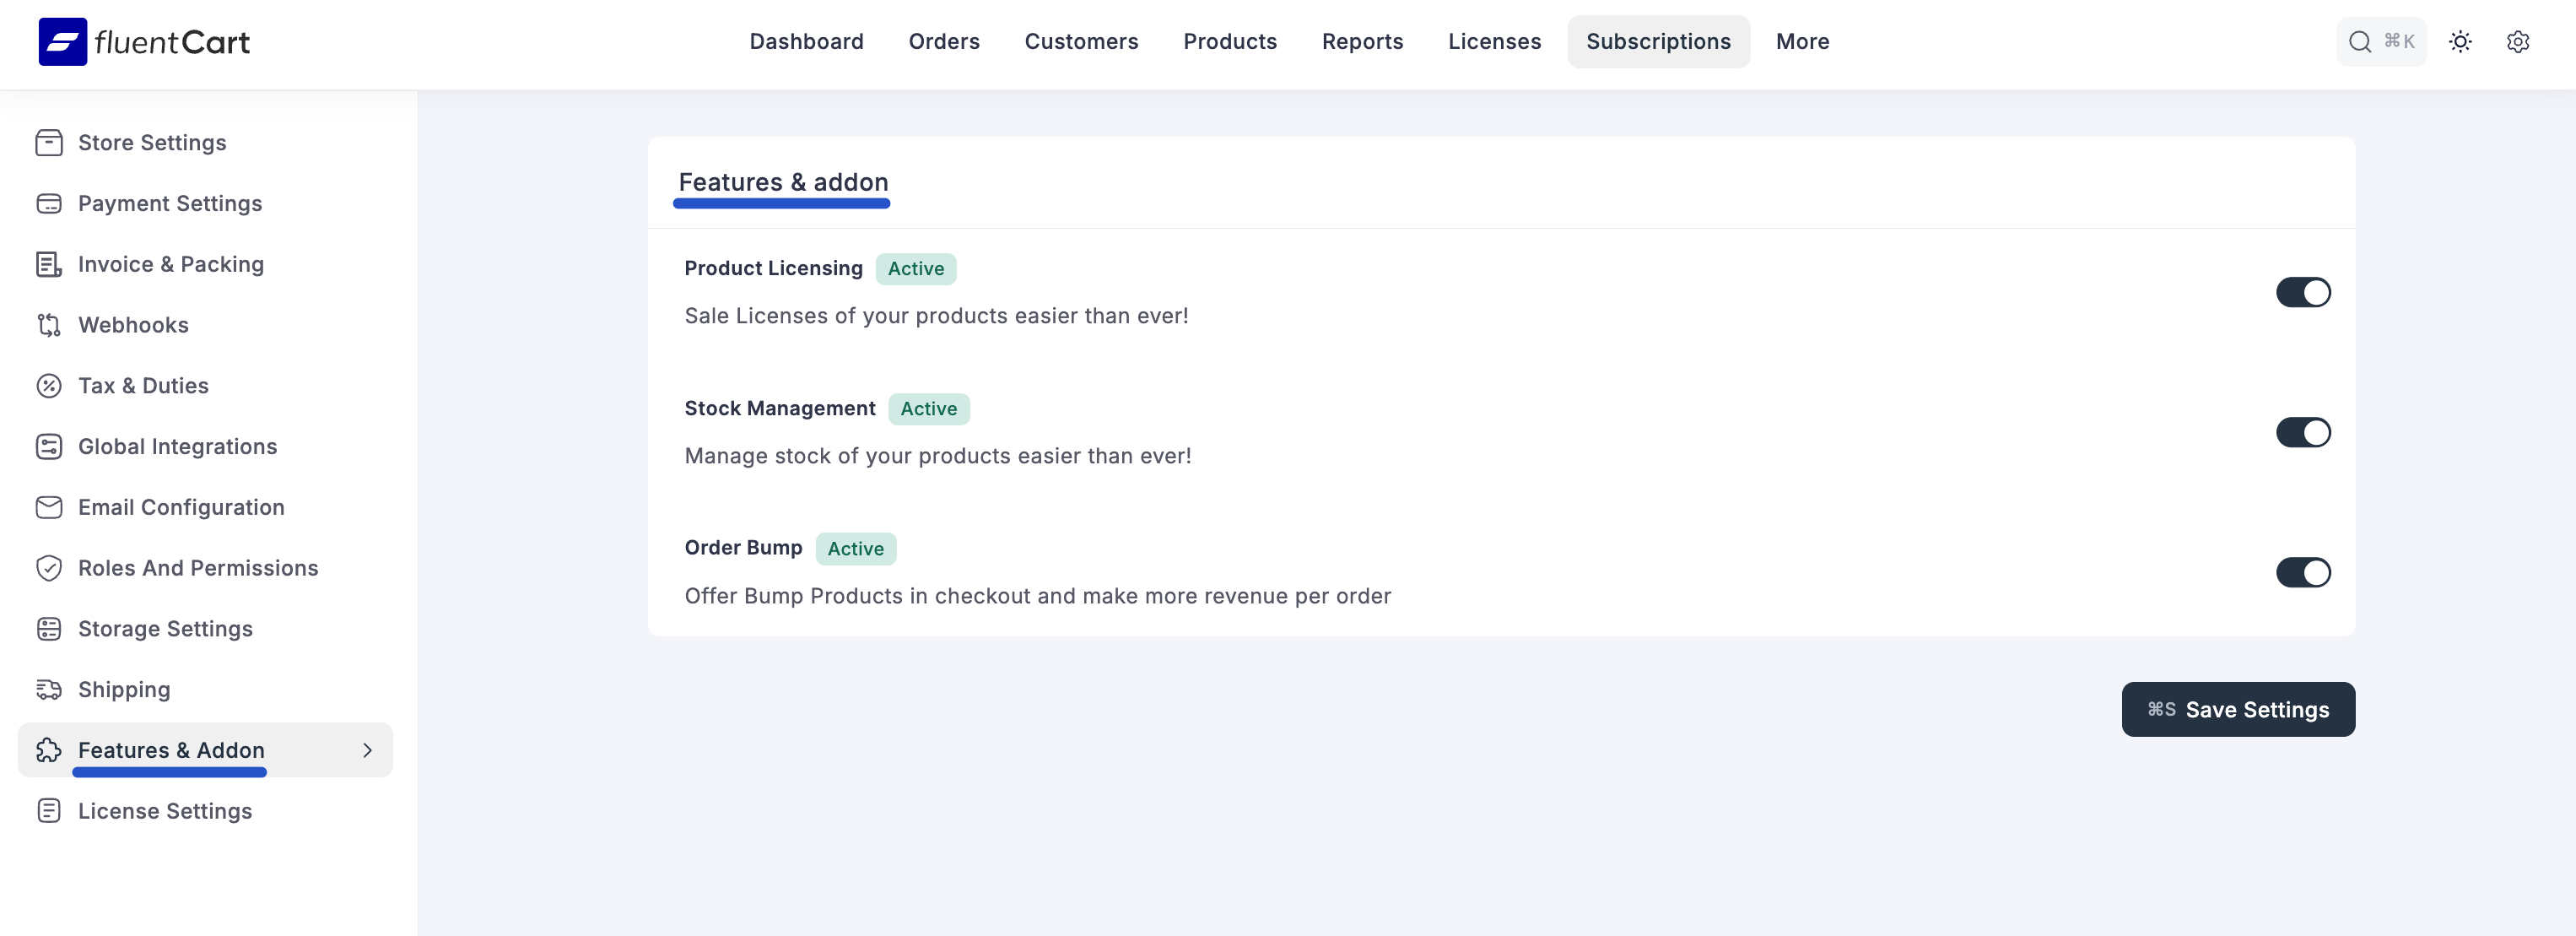 fluentCart
Dashboard
Orders
Customers
Products
Reports
Licenses
Subscriptions
More
⌘K
Store Settings
Payment Settings
Invoice & Packing
Webhooks
Tax & Duties
Global Integrations
Email Configuration
Roles And Permissions
Storage Settings
Shipping
Features & Addon
License Settings
Features & addon
Product Licensing Active
Sale Licenses of your products easier than ever!
Stock Management Active
Manage stock of your products easier than ever!
Order Bump Active
Offer Bump Products in checkout and make more revenue per order
⌘S Save Settings